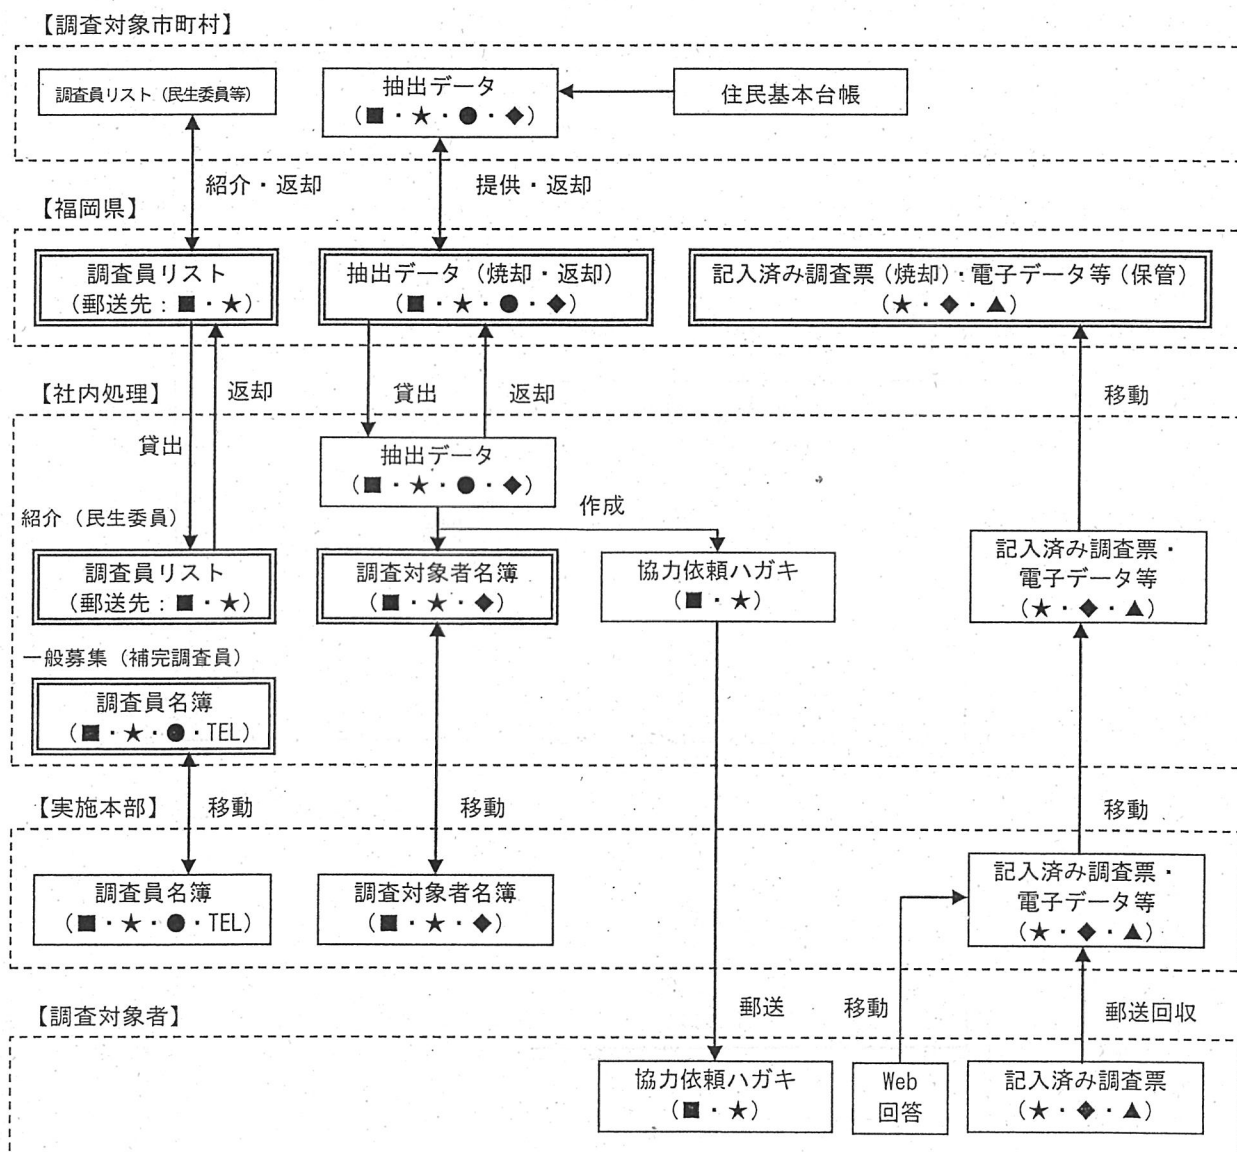 【調査対象市町村】
調査員リスト（民生委員等）
抽出データ
（■・★・●・◆）
住民基本台帳
紹介・返却
提供・返却
【福岡県】
調査員リスト
（郵送先：■・★）
抽出データ（焼却・返却）
（■・★・●・◆）
記入済み調査票（焼却）・電子データ等（保管）
（★・◆・▲）
【社内処理】
返却
貸出
返却
移動
貸出
抽出データ
（■・★・●・◆）
作成
紹介（民生委員）
調査員リスト
（郵送先：■・★）
調査対象者名簿
（■・★・◆）
協力依頼ハガキ
（■・★）
記入済み調査票・
電子データ等
（★・◆・▲）
一般募集（補完調査員）
調査員名簿
（■・★・●・TEL）
【実施本部】
移動
移動
移動
調査員名簿
（■・★・●・TEL）
調査対象者名簿
（■・★・◆）
記入済み調査票・
電子データ等
（★・◆・▲）
【調査対象者】
郵送
移動
郵送回収
協力依頼ハガキ
（■・★）
Web
回答
記入済み調査票
（★・◆・▲）